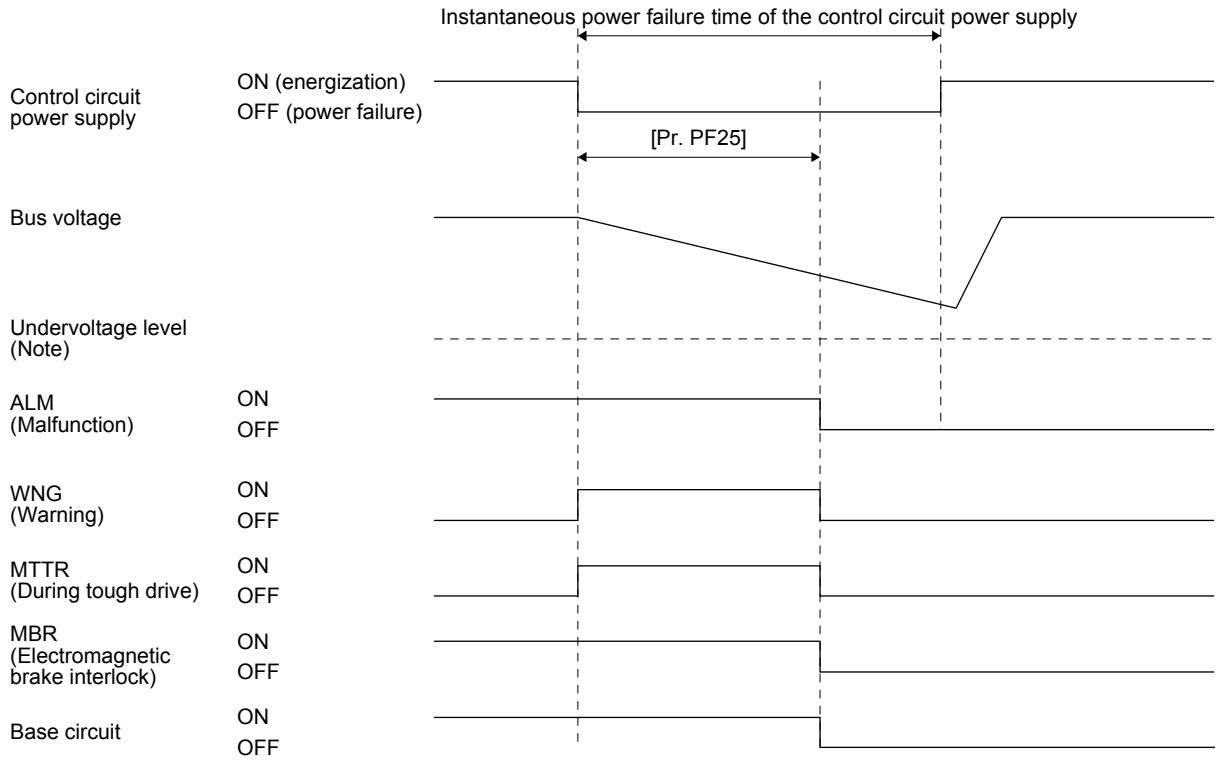 Instantaneous power failure time of the control circuit power supply
Control circuit
power supply
ON (energization)
OFF (power failure)
[Pr. PF25]
Bus voltage
Undervoltage level
(Note)
ALM
(Malfunction)
ON
OFF
WNG
(Warning)
ON
OFF
MTTR
(During tough drive)
ON
OFF
MBR
(Electromagnetic
brake interlock)
ON
OFF
Base circuit
ON
OFF